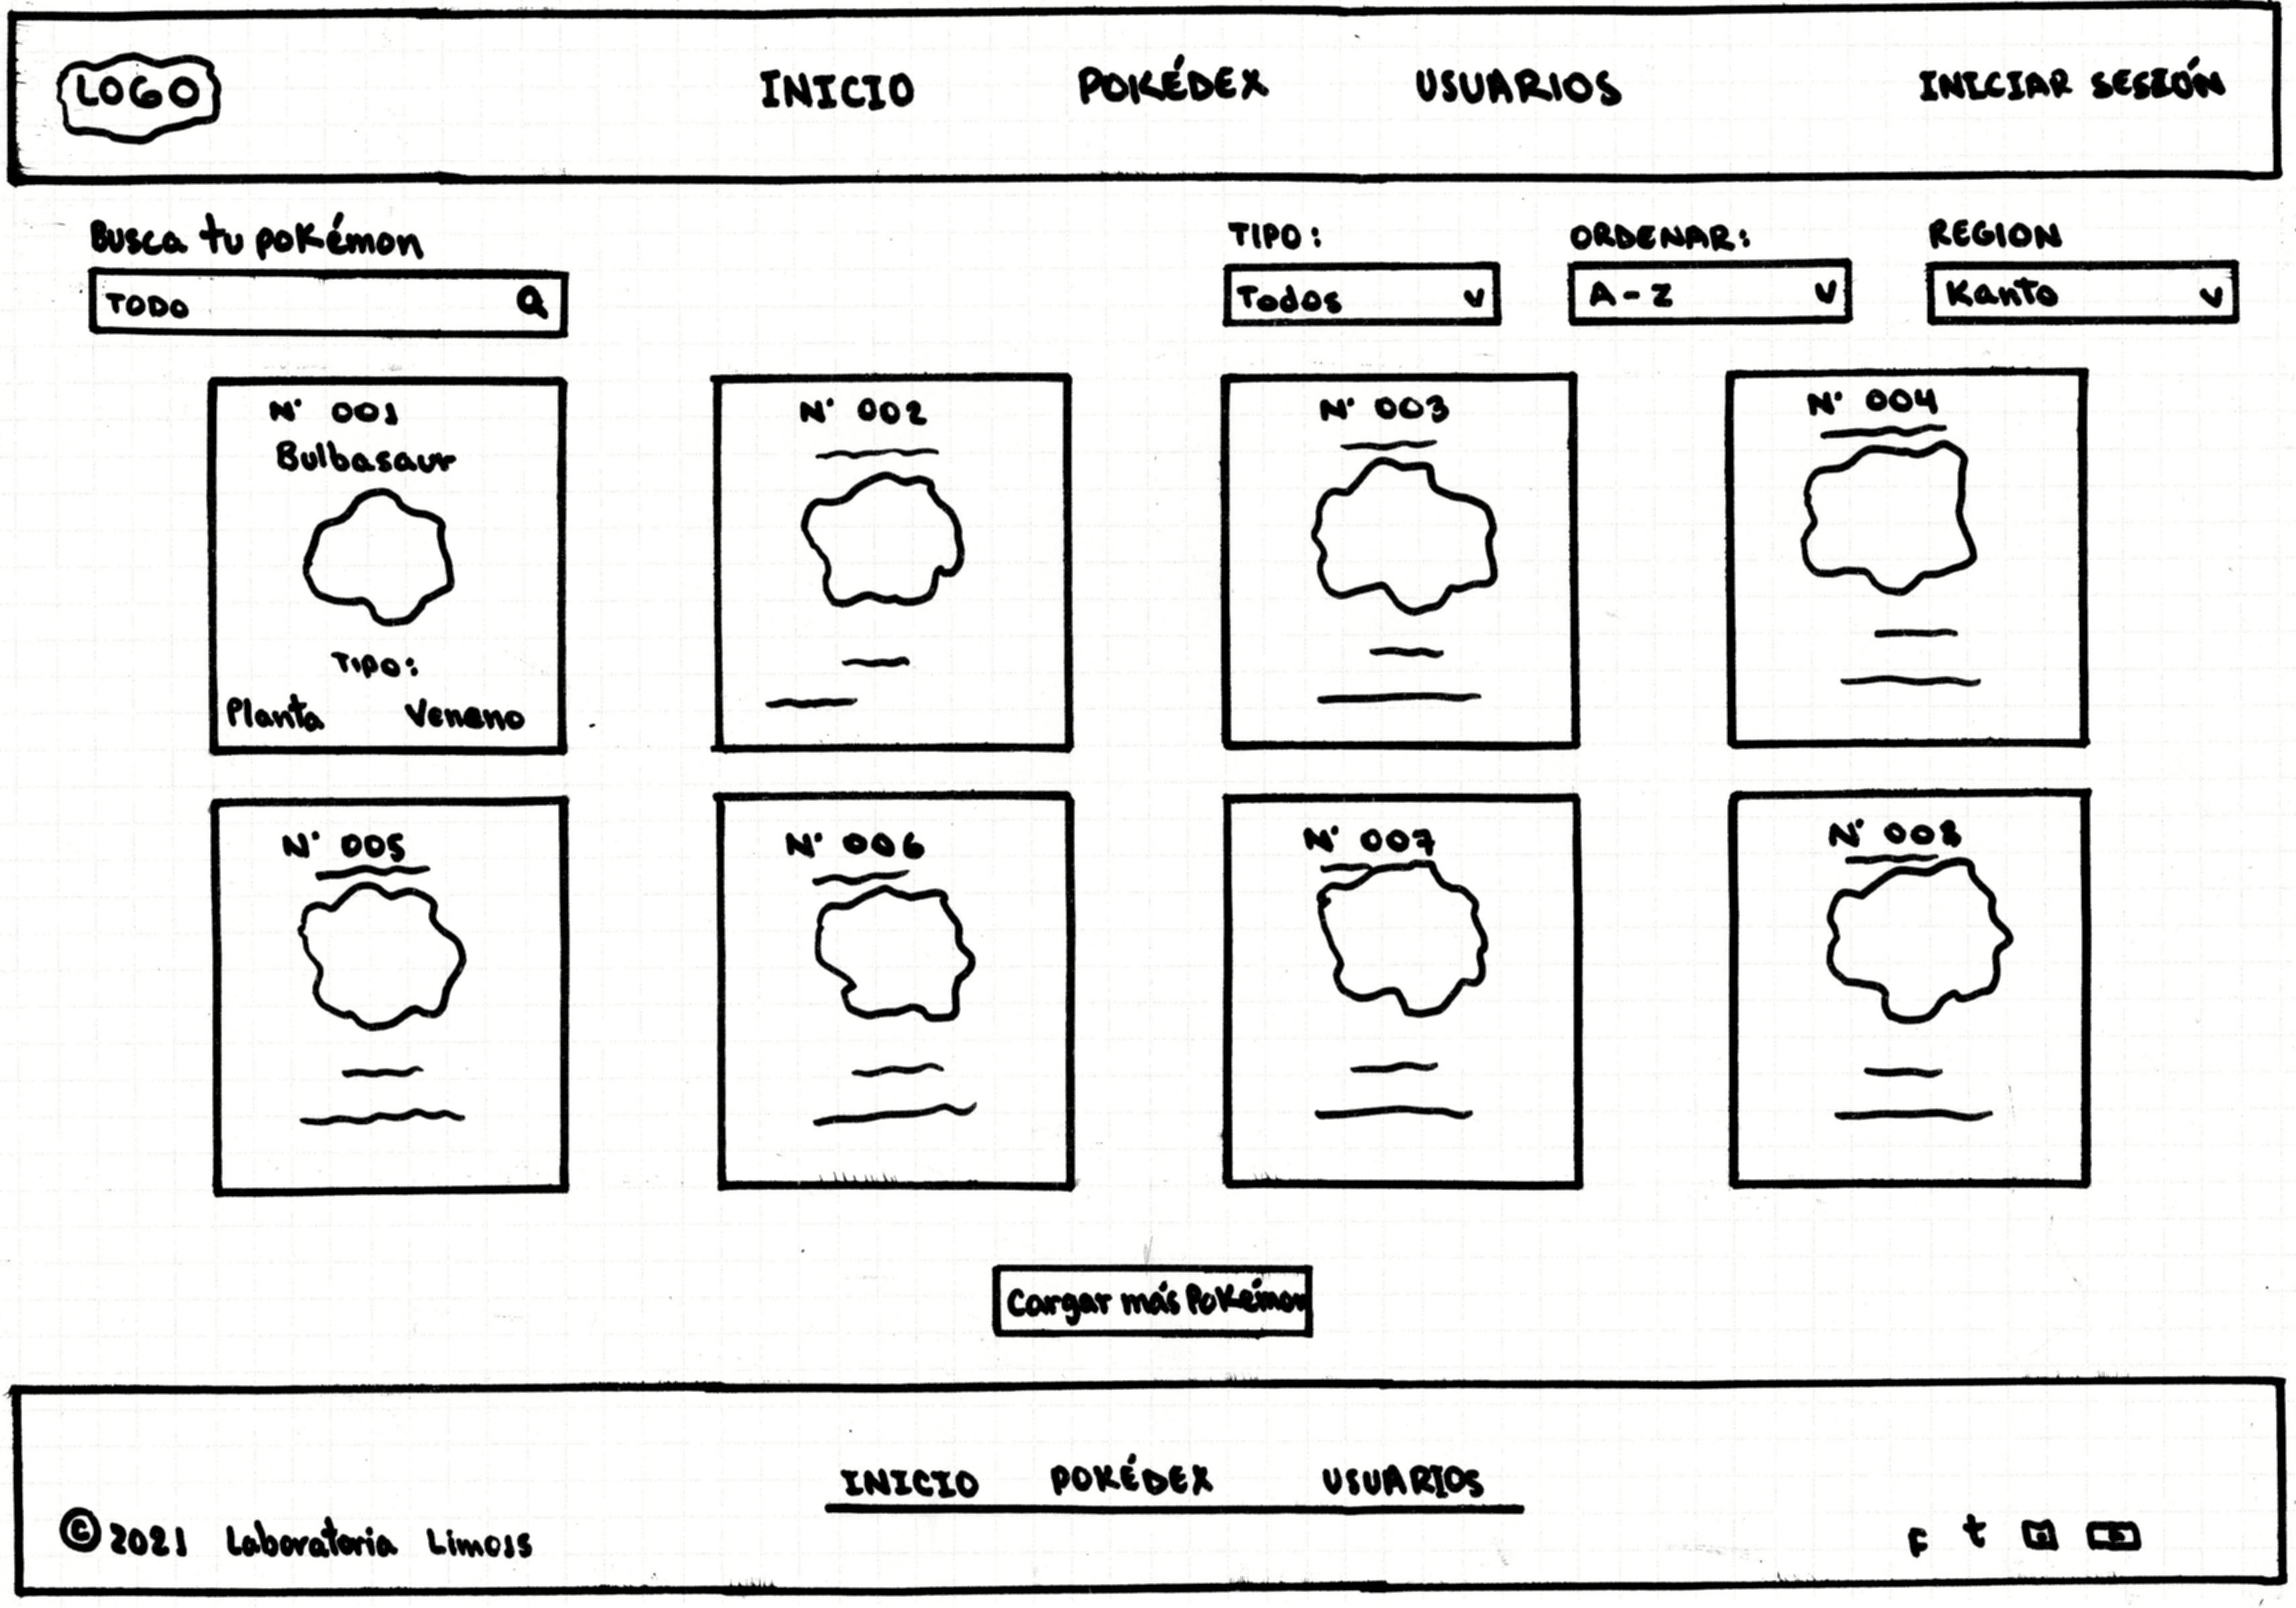 LOGO
INICIO POKÉDEX USUARIOS INICIAR SESIÓN
Busca tu pokémon
TODO
TIPO: ORDENAR: REGION
Todos A-Z Kanto
N° 001
Bulbasaur
Tipo:
Planta Veneno
N° 002
N° 003
N° 004
N° 005
N° 006
N° 007
N° 008
Cargar más Pokémon
INICIO POKÉDEX USUARIOS
© 2021 Laboratoria Lim015
F t